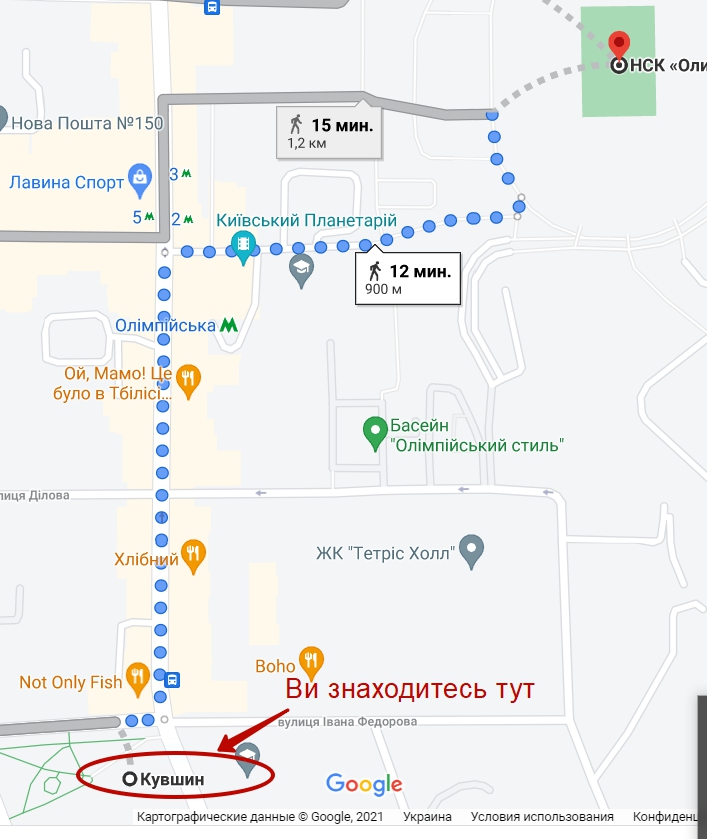 НСК «Оли
Нова Пошта №150
15 мин.
1,2 км
Лавина Спорт
3
5
2
Київський Планетарій
12 мин.
900 м
Олімпійська
Ой, Мамо! Це
було в Тбілісі...
Басейн
"Олімпійський стиль"
лиця Ділова
ЖК "Тетріс Холл"
Хлібний
Not Only Fish
Boho
Ви знаходитесь тут
вулиця Івана Федорова
Кувшин
Google
Картографические данные © Google, 2021 Украина Условия использования Конфиденц